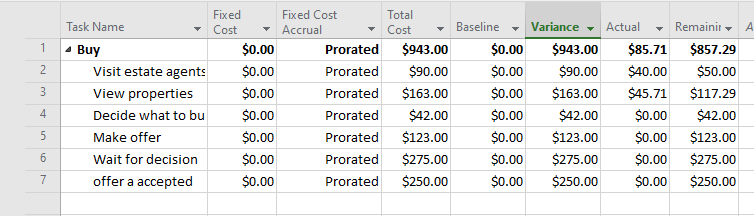 Task Name Fixed Cost Fixed Cost Accrual Total Cost Baseline Variance Actual Remainin
1 Buy $0.00 Prorated $943.00 $0.00 $943.00 $85.71 $857.29
2 Visit estate agents $0.00 Prorated $90.00 $0.00 $90.00 $40.00 $50.00
3 View properties $0.00 Prorated $163.00 $0.00 $163.00 $45.71 $117.29
4 Decide what to bu $0.00 Prorated $42.00 $0.00 $42.00 $0.00 $42.00
5 Make offer $0.00 Prorated $123.00 $0.00 $123.00 $0.00 $123.00
6 Wait for decision $0.00 Prorated $275.00 $0.00 $275.00 $0.00 $275.00
7 offer a accepted $0.00 Prorated $250.00 $0.00 $250.00 $0.00 $250.00